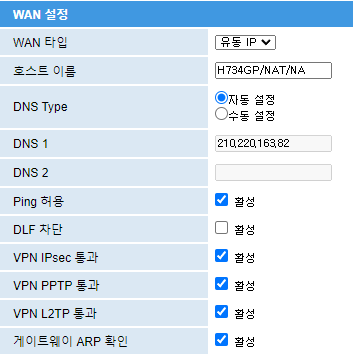 WAN 설정
WAN 타입 유동 IP
호스트 이름 H734GP/NAT/NA
DNS Type 자동 설정
수동 설정
DNS 1 210,220,163,82
DNS 2
Ping 허용 활성
DLF 차단 활성
VPN IPsec 통과 활성
VPN PPTP 통과 활성
VPN L2TP 통과 활성
게이트웨이 ARP 확인 활성